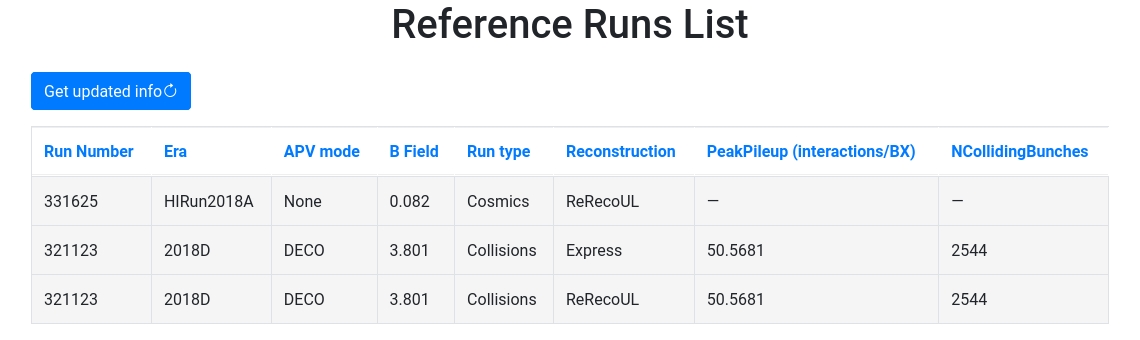 Reference Runs List
Get updated info
Run Number Era APV mode B Field Run type Reconstruction PeakPileup (interactions/BX) NCollidingBunches
331625 HIRun2018A None 0.082 Cosmics ReRecoUL — —
321123 2018D DECO 3.801 Collisions Express 50.5681 2544
321123 2018D DECO 3.801 Collisions ReRecoUL 50.5681 2544